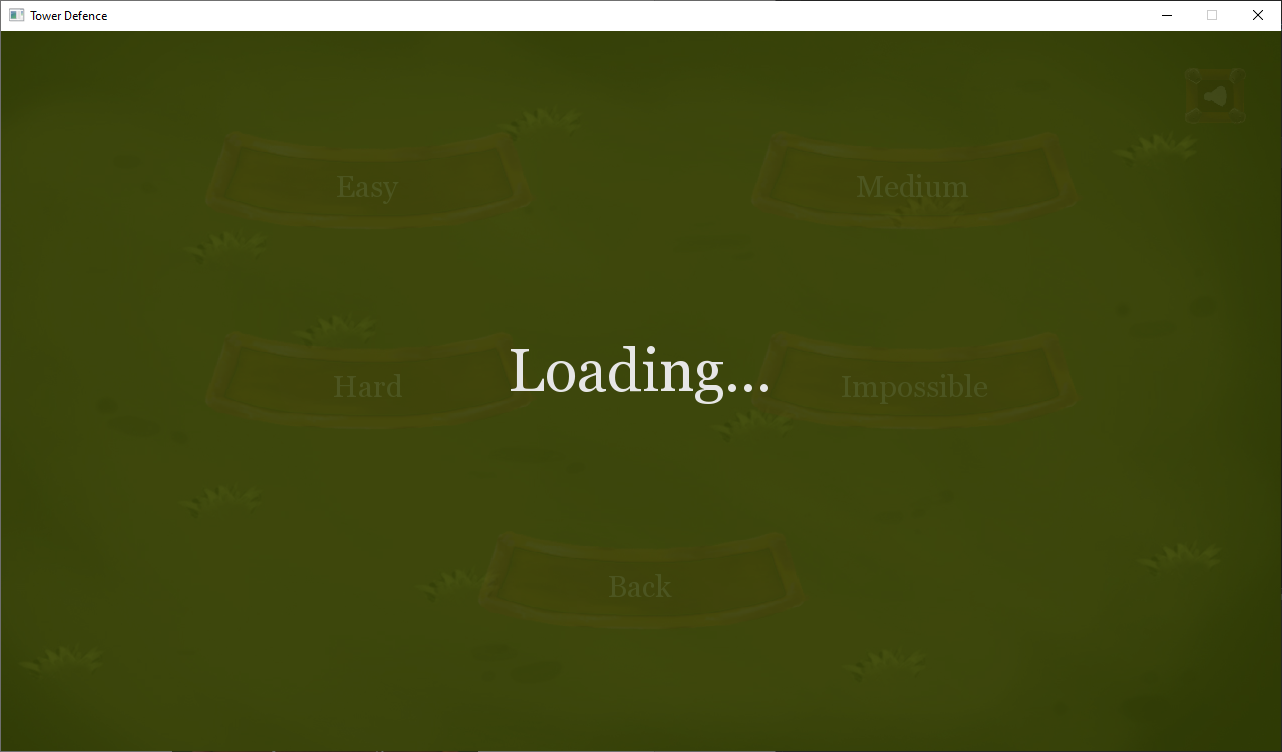 Tower Defence
Easy
Medium
Hard
Loading...
Impossible
Back